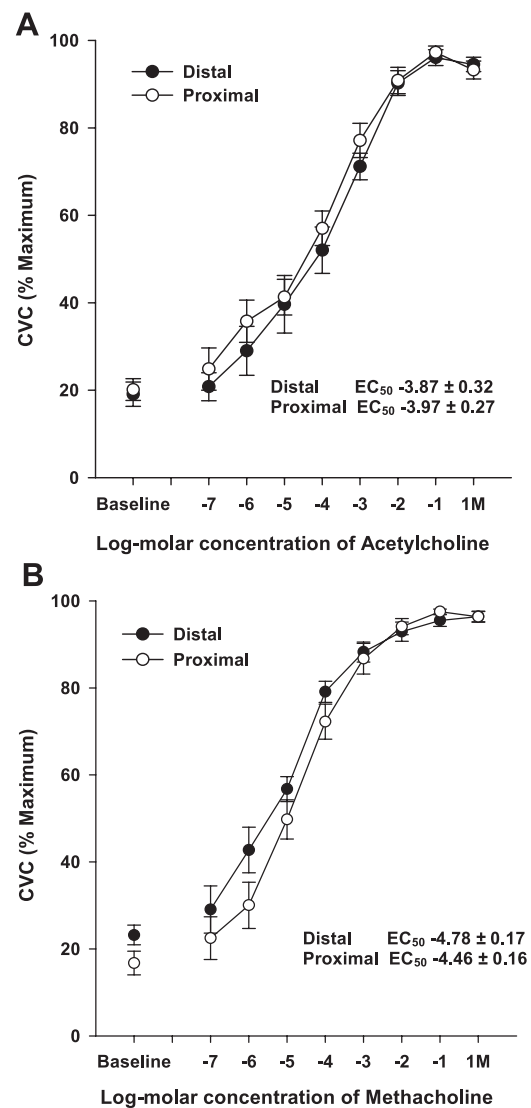 A
100
80
60
40
20
0
CVC (% Maximum)
Distal
Proximal
Distal EC50 -3.87 ± 0.32
Proximal EC50 -3.97 ± 0.27
Baseline -7 -6 -5 -4 -3 -2 -1 1M
Log-molar concentration of Acetylcholine
B
100
80
60
40
20
0
CVC (% Maximum)
Distal
Proximal
Distal EC50 -4.78 ± 0.17
Proximal EC50 -4.46 ± 0.16
Baseline -7 -6 -5 -4 -3 -2 -1 1M
Log-molar concentration of Methacholine